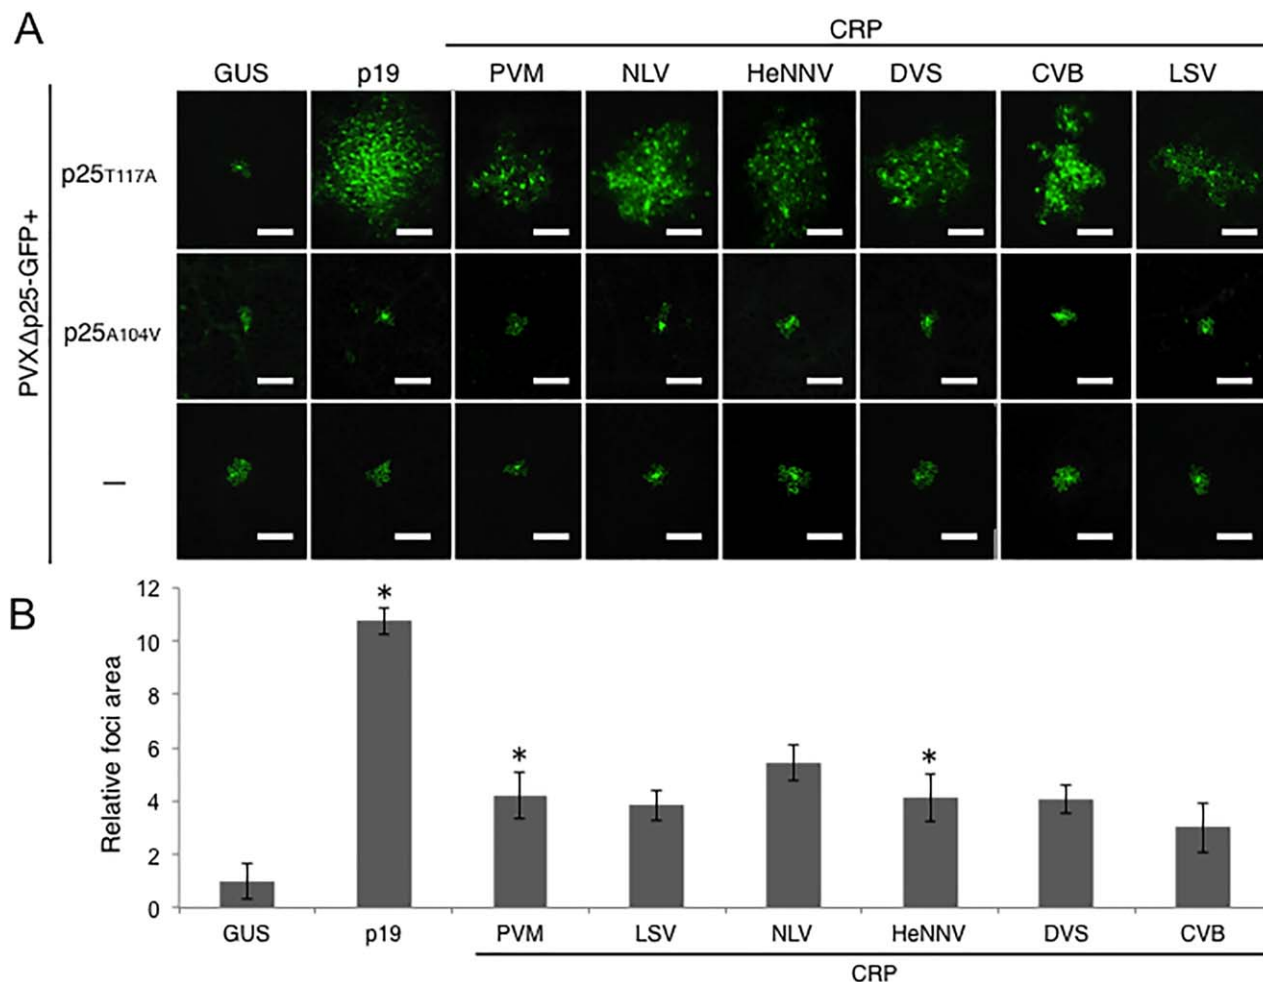 A
CRP
GUS p19 PVM NLV HeNNV DVS CVB LSV
PVXΔp25-GFP+
p25T117A
p25A104V
—
B
Relative foci area
12
10
8
6
4
2
0
*
*
*
GUS p19 PVM LSV NLV HeNNV DVS CVB
CRP